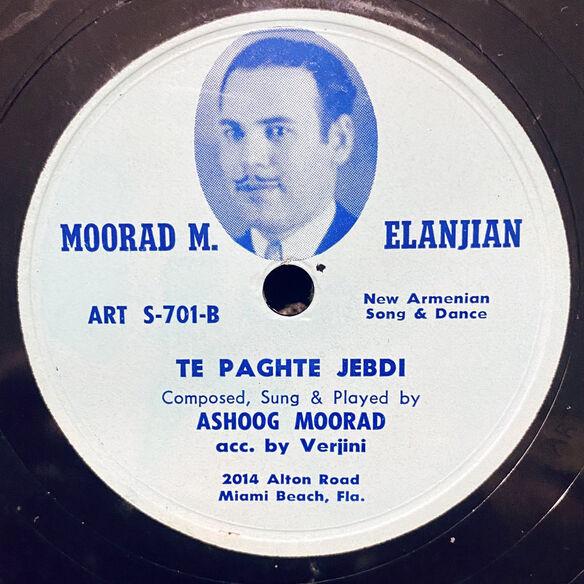 MOORAD M. ELANJIAN
ART S-701-B
New Armenian
Song & Dance
TE PAGHTE JEBDI
Composed, Sung & Played by
ASHOOG MOORAD
acc. by Verjini
2014 Alton Road
Miami Beach, Fla.